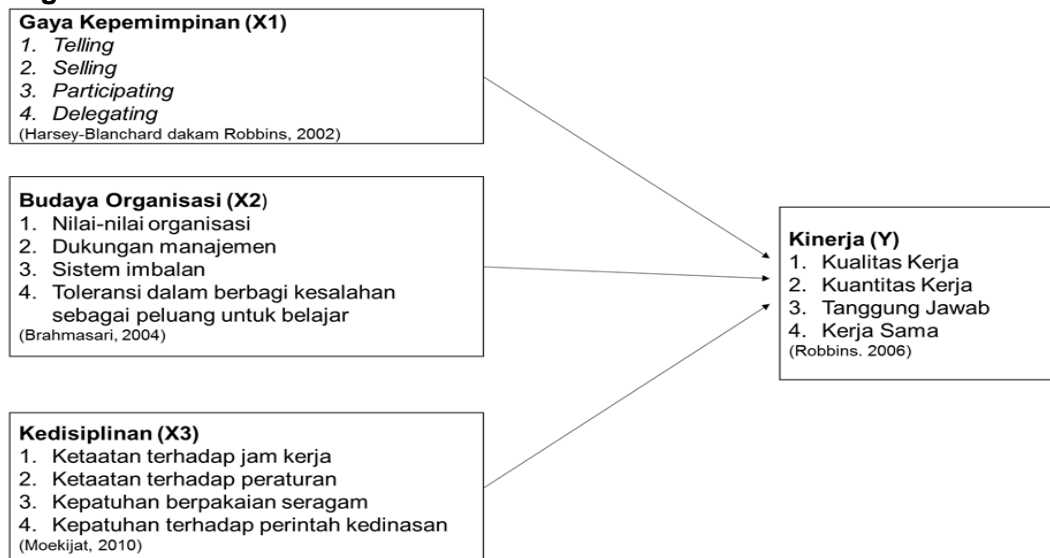 Gaya Kepemimpinan (X1)
1. Telling
2. Selling
3. Participating
4. Delegating
(Harsey-Blanchard dakam Robbins, 2002)
Budaya Organisasi (X2)
1. Nilai-nilai organisasi
2. Dukungan manajemen
3. Sistem imbalan
4. Toleransi dalam berbagi kesalahan
sebagai peluang untuk belajar
(Brahmasari, 2004)
Kedisiplinan (X3)
1. Ketaatan terhadap jam kerja
2. Ketaatan terhadap peraturan
3. Kepatuhan berpakaian seragam
4. Kepatuhan terhadap perintah kedinasan
(Moekijat, 2010)
Kinerja (Y)
1. Kualitas Kerja
2. Kuantitas Kerja
3. Tanggung Jawab
4. Kerja Sama
(Robbins. 2006)